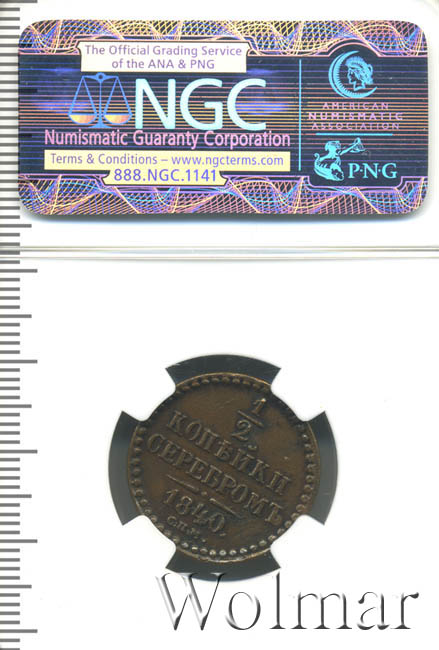 The Official Grading Service
of the ANA & PNG
NGC
Numismatic Guaranty Corporation
Terms & Conditions – www.ngcterms.com
888.NGC.1141
AMERICAN
NUMISMATIC
ASSOCIATION
P·N·G
1/2
КОПѢЙКИ
СЕРЕБРОМЪ
1840.
С.П.М.
Wolmar